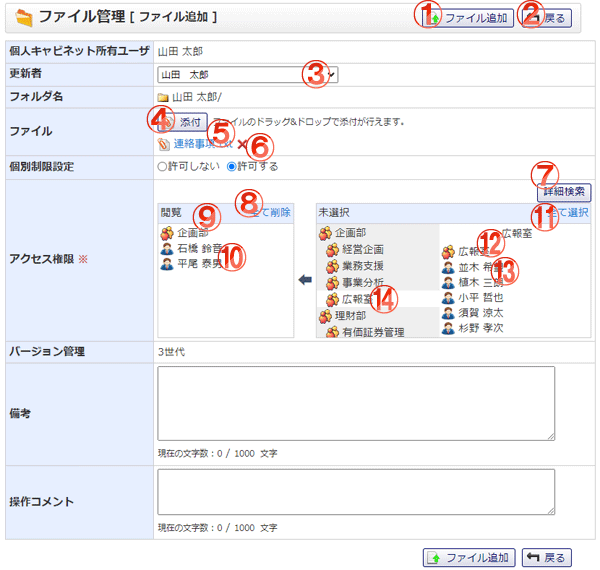 ファイル管理 [ ファイル追加 ]
① ファイル追加
② 戻る
個人キャビネット所有ユーザ
山田 太郎
更新者
山田 太郎 ③
フォルダ名
山田 太郎/
ファイル
④ 添付
ファイルのドラッグ&ドロップで添付が行えます。
⑤ ⑥
連絡事項
個別制限設定
許可しない 許可する
⑦
詳細検索
アクセス権限 ※
閲覧
⑧
全て削除
⑨
企画部
石橋 鈴音
⑩
平尾 泰男
未選択
⑪
全て選択
企画部
経営企画
業務支援
事業分析
広報室 ⑭
理財部
有価証券管理
広報室
広報 ⑫
並木 ⑬
植木 三
小平 哲也
須賀 涼太
杉野 孝次
バージョン管理
3世代
備考
現在の文字数:0 / 1000 文字
操作コメント
現在の文字数:0 / 1000 文字
ファイル追加
戻る